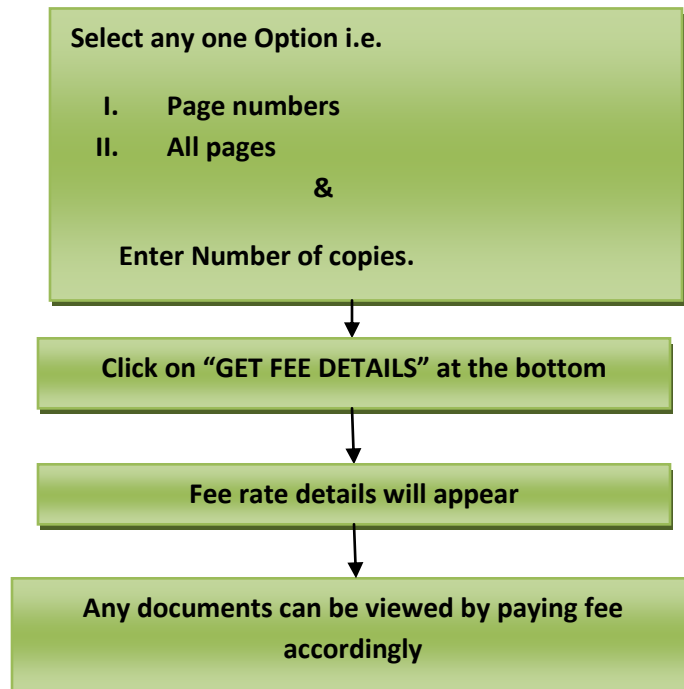 Select any one Option i.e.
I. Page numbers
II. All pages
&
Enter Number of copies.
Click on “GET FEE DETAILS” at the bottom
Fee rate details will appear
Any documents can be viewed by paying fee
accordingly